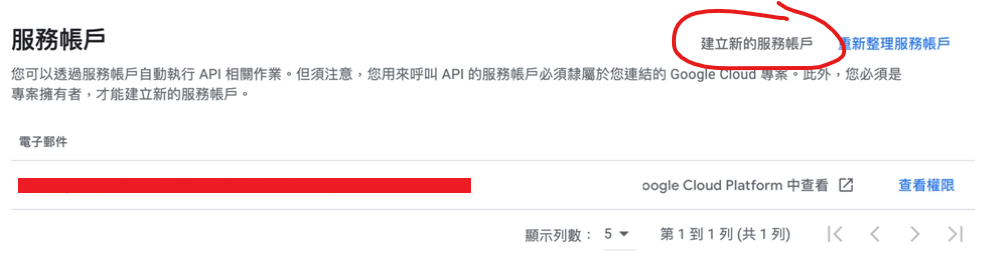 服務帳戶
建立新的服務帳戶
重新整理服務帳戶
您可以透過服務帳戶自動執行 API 相關作業。但須注意，您用來呼叫 API 的服務帳戶必須隸屬於您連結的 Google Cloud 專案。此外，您必須是
專案擁有者，才能建立新的服務帳戶。
電子郵件
oogle Cloud Platform 中查看
查看權限
顯示列數： 5 第 1 到 1 列 (共 1 列)